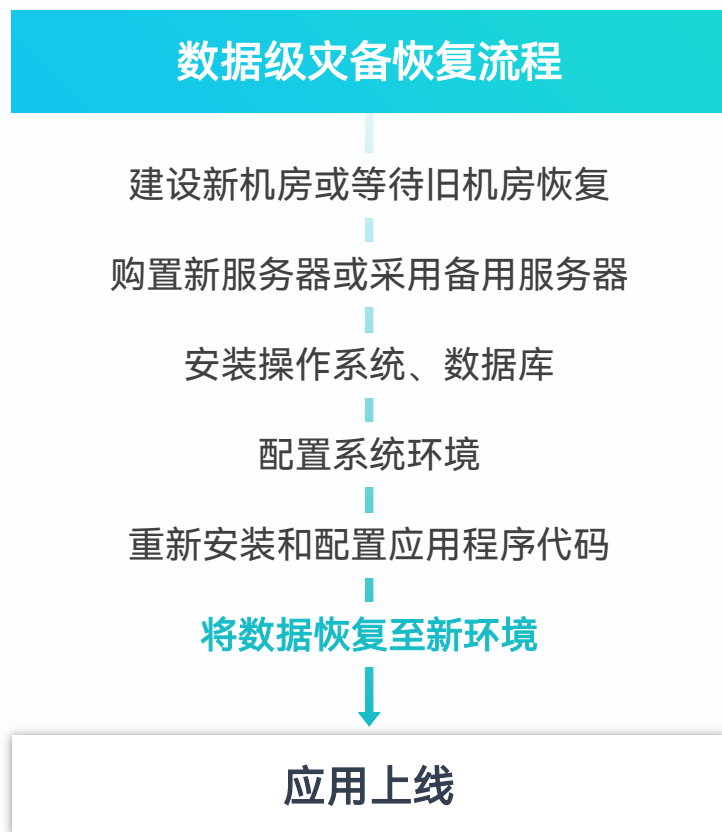 数据级灾备恢复流程
建设新机房或等待旧机房恢复
购置新服务器或采用备用服务器
安装操作系统、数据库
配置系统环境
重新安装和配置应用程序代码
将数据恢复至新环境
应用上线